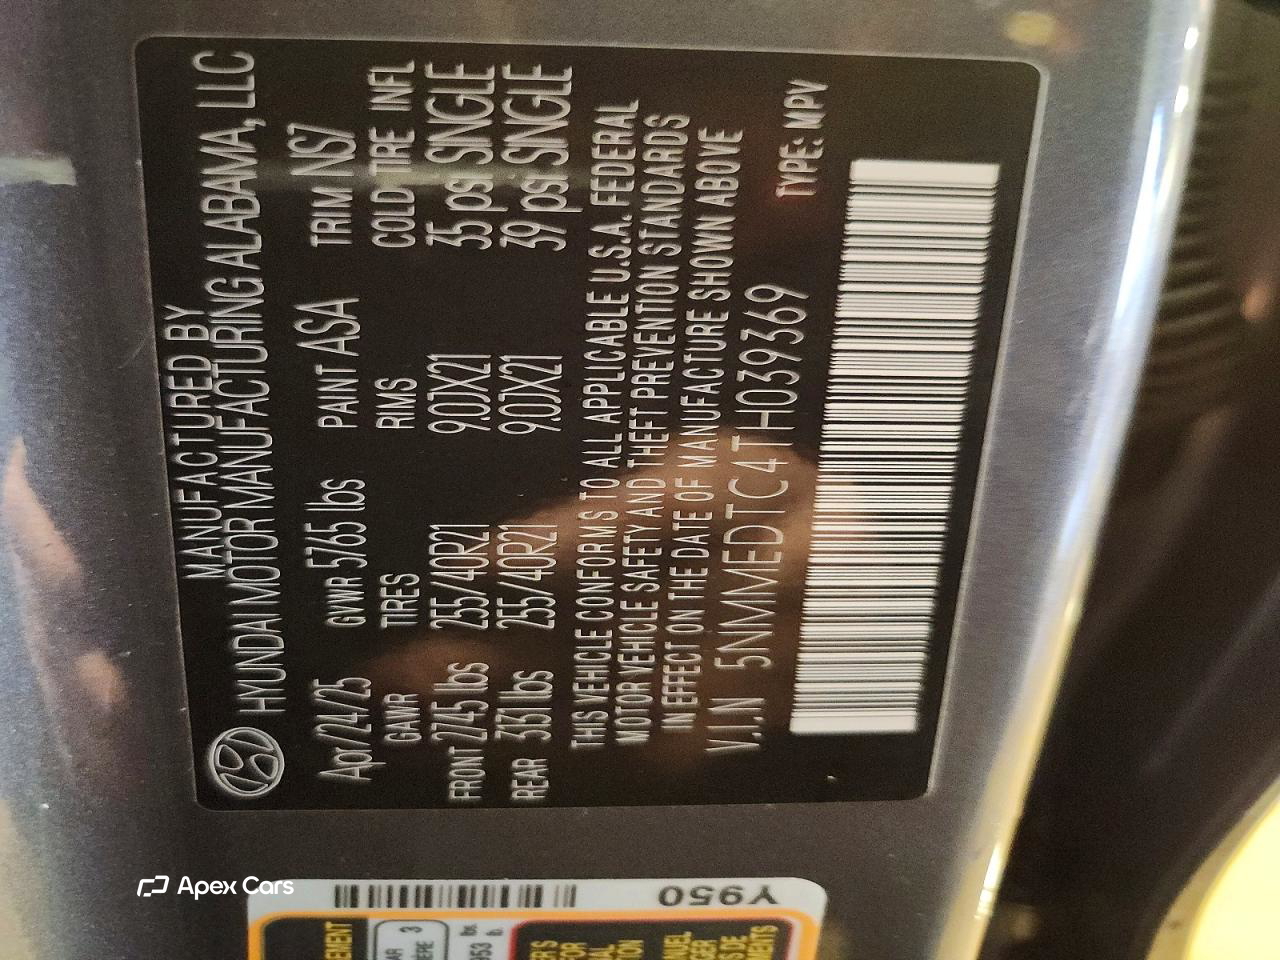 MANUFACTURED BY
HYUNDAI MOTOR MANUFACTURING ALABAMA, LLC
Apr/24/25 GVWR 5765 lbs PAINT ASA TRIM NS7
GAWR TIRES RIMS COLD TIRE INFL
FRONT 2745 lbs 255/40R21 9.0JX21 35 psi SINGLE
REAR 3131 lbs 255/40R21 9.0JX21 39 psi SINGLE
THIS VEHICLE CONFORMS TO ALL APPLICABLE U.S.A. FEDERAL
MOTOR VEHICLE SAFETY AND THEFT PREVENTION STANDARDS
IN EFFECT ON THE DATE OF MANUFACTURE SHOWN ABOVE
V.I.N 5NMMEDTC4TH039369 TYPE: MPV
Y950
Apex Cars